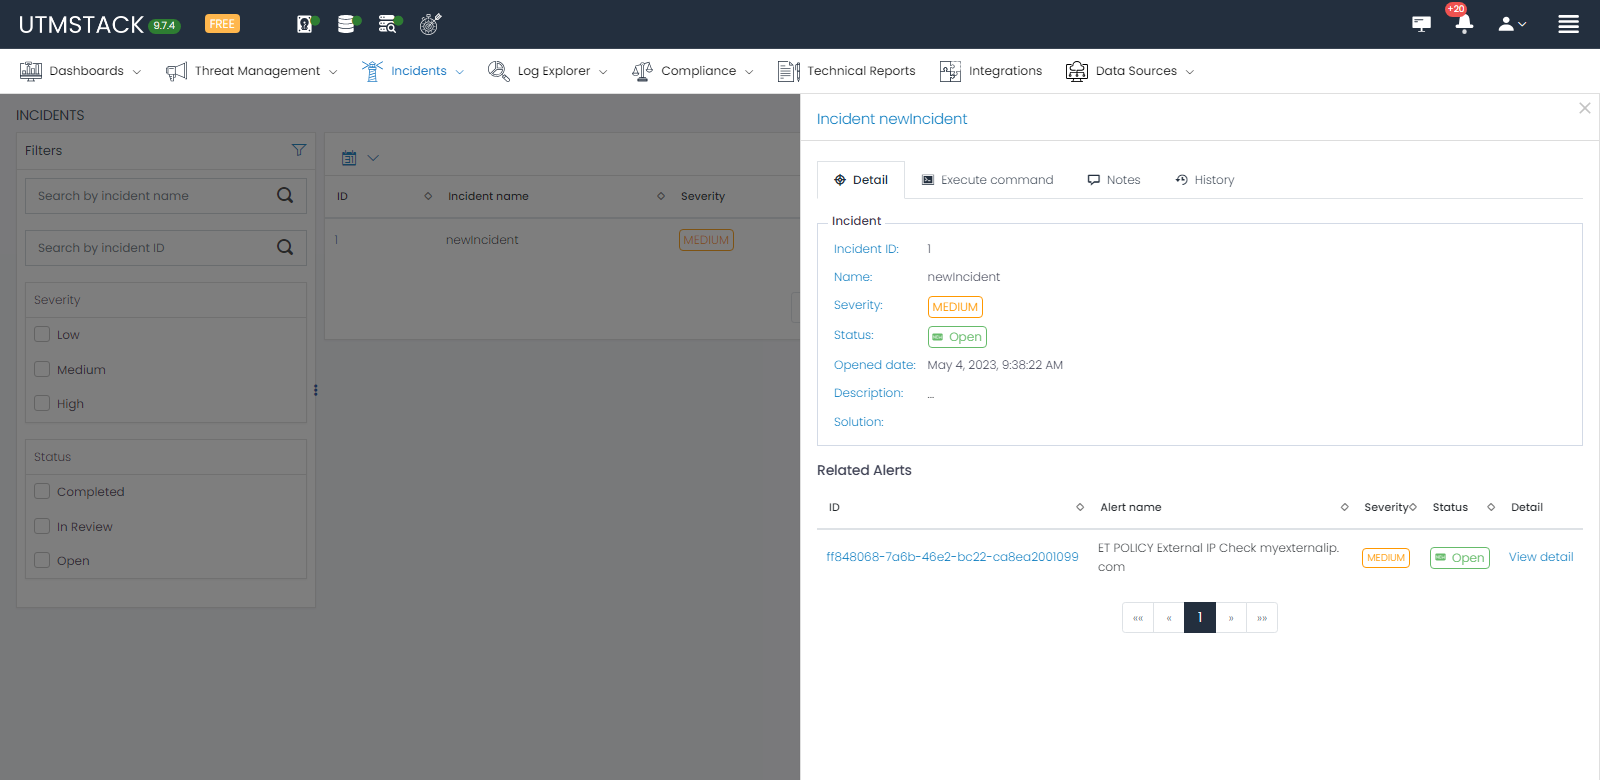 UTMSTACK 9.7.4 FREE +20
Dashboards Threat Management Incidents Log Explorer Compliance Technical Reports Integrations Data Sources
INCIDENTS
Filters
Search by incident name
Search by incident ID
Severity
Low
Medium
High
Status
Completed
In Review
Open
ID Incident name Severity
1 newIncident MEDIUM
Incident newIncident
Detail Execute command Notes History
Incident
Incident ID: 1
Name: newIncident
Severity: MEDIUM
Status: Open
Opened date: May 4, 2023, 9:38:22 AM
Description: ...
Solution:
Related Alerts
ID Alert name Severity Status Detail
ff848068-7a6b-46e2-bc22-ca8ea2001099 ET POLICY External IP Check myexternalip. MEDIUM Open View detail
com
«« « 1 » »»